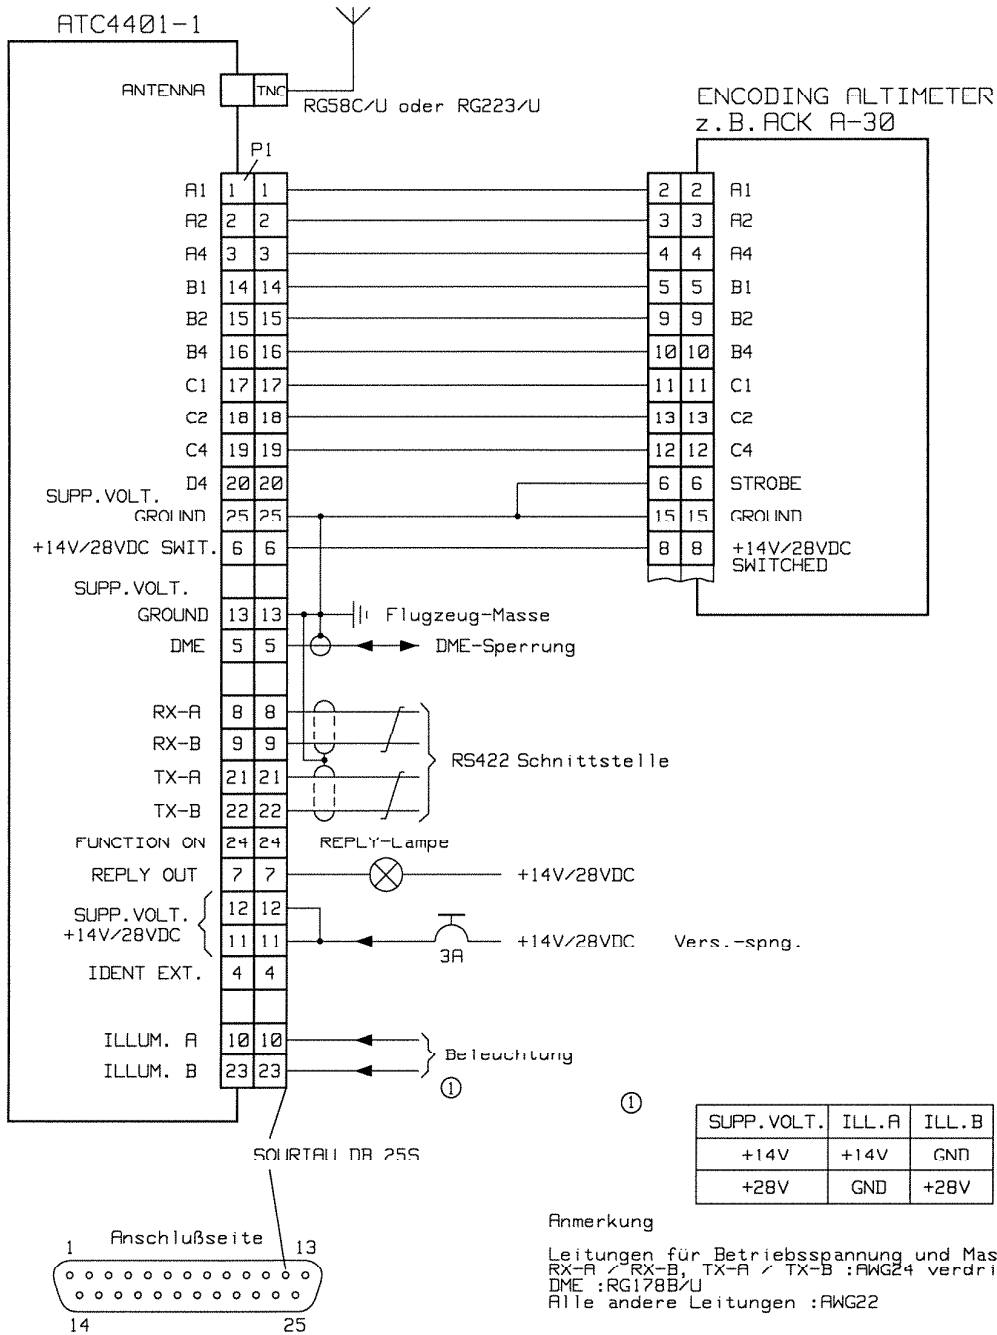 ATC4401-1
ANTENNA TNC
RG58C/U oder RG223/U
ENCODING ALTIMETER
z.B.ACK A-30
P1
A1 1 1 2 2 A1
A2 2 2 3 3 A2
A4 3 3 4 4 A4
B1 14 14 5 5 B1
B2 15 15 9 9 B2
B4 16 16 10 10 B4
C1 17 17 11 11 C1
C2 18 18 13 13 C2
C4 19 19 12 12 C4
D4 20 20 6 6 STROBE
SUPP.VOLT.
GROUND 25 25 15 15 GROUND
+14V/28VDC SWIT. 6 6 8 8 +14V/28VDC
SWITCHED
SUPP.VOLT.
GROUND 13 13 Flugzeug-Masse
DME 5 5 DME-Sperrung
RX-A 8 8
RX-B 9 9
RS422 Schnittstelle
TX-A 21 21
TX-B 22 22
FUNCTION ON 24 24 REPLY-Lampe
REPLY OUT 7 7 +14V/28VDC
SUPP.VOLT. 12 12
+14V/28VDC 11 11 3A +14V/28VDC Vers.-spng.
IDENT EXT. 4 4
ILLUM. A 10 10
Beleuchtung
ILLUM. B 23 23
1
1
SUPP.VOLT. ILL.A ILL.B
+14V +14V GND
+28V GND +28V
SOURIAU DB 25S
Anschlußseite
1 13
14 25
Anmerkung
Leitungen für Betriebsspannung und Mas
RX-A / RX-B, TX-A / TX-B :AWG24 verdri
DME :RG178B/U
Alle andere Leitungen :AWG22